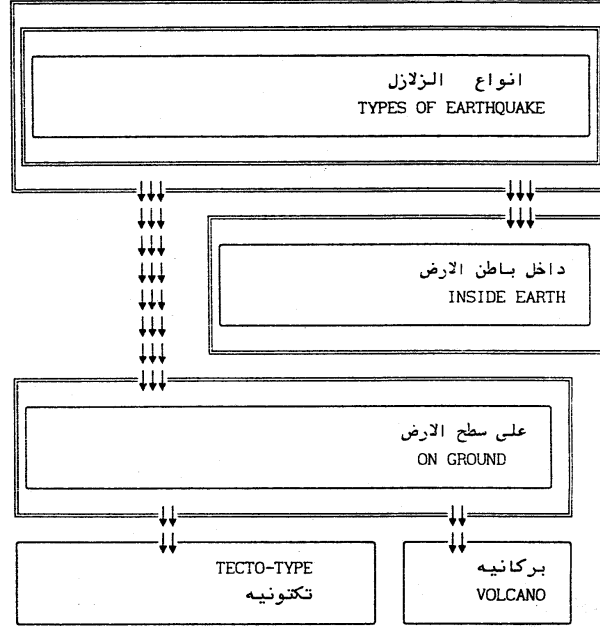 انواع الزلازل
TYPES OF EARTHQUAKE
داخل باطن الارض
INSIDE EARTH
على سطح الارض
ON GROUND
TECTO-TYPE
تكتونيه
بركانيه
VOLCANO